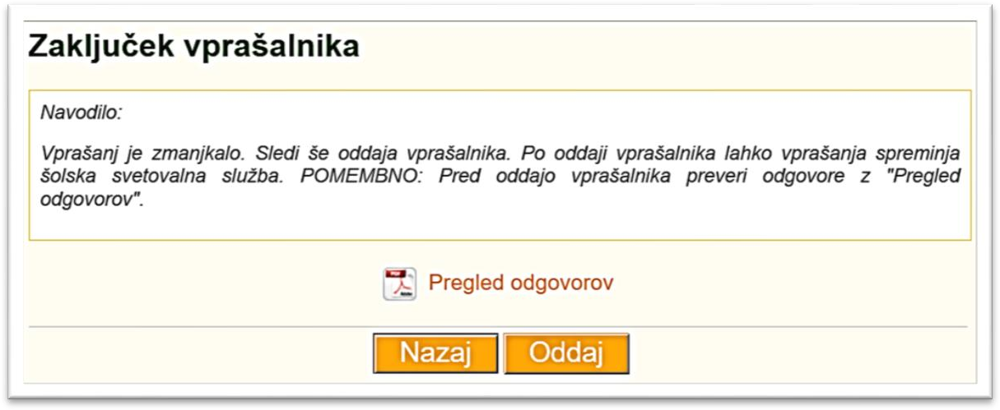 Zaključek vprašalnika
Navodilo:
Vprašanj je zmanjkalo. Sledi še oddaja vprašalnika. Po oddaji vprašalnika lahko vprašanja spreminja
šolska svetovalna služba. POMEMBNO: Pred oddajo vprašalnika preveri odgovore z "Pregled
odgovorov".
Pregled odgovorov
Nazaj Oddaj